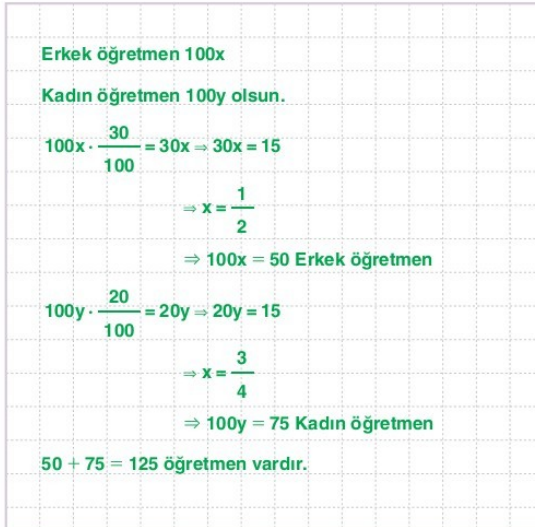 Erkek öğretmen 100x
Kadın öğretmen 100y olsun.
100x · 30/100 = 30x ⇒ 30x = 15
⇒ x = 1/2
⇒ 100x = 50 Erkek öğretmen
100y · 20/100 = 20y ⇒ 20y = 15
⇒ x = 3/4
⇒ 100y = 75 Kadın öğretmen
50 + 75 = 125 öğretmen vardır.